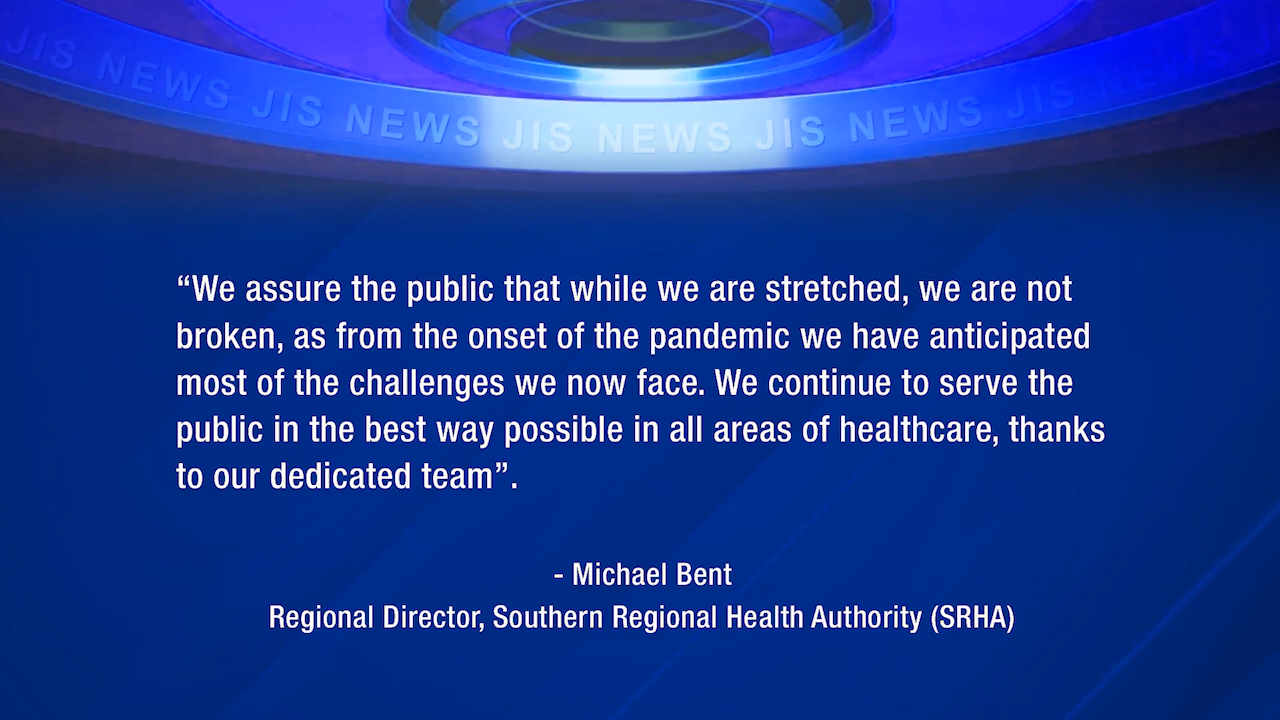 JIS NEWS JIS NEWS JIS NEWS JIS NEWS JIS NEWS
“We assure the public that while we are stretched, we are not
broken, as from the onset of the pandemic we have anticipated
most of the challenges we now face. We continue to serve the
public in the best way possible in all areas of healthcare, thanks
to our dedicated team”.
- Michael Bent
Regional Director, Southern Regional Health Authority (SRHA)